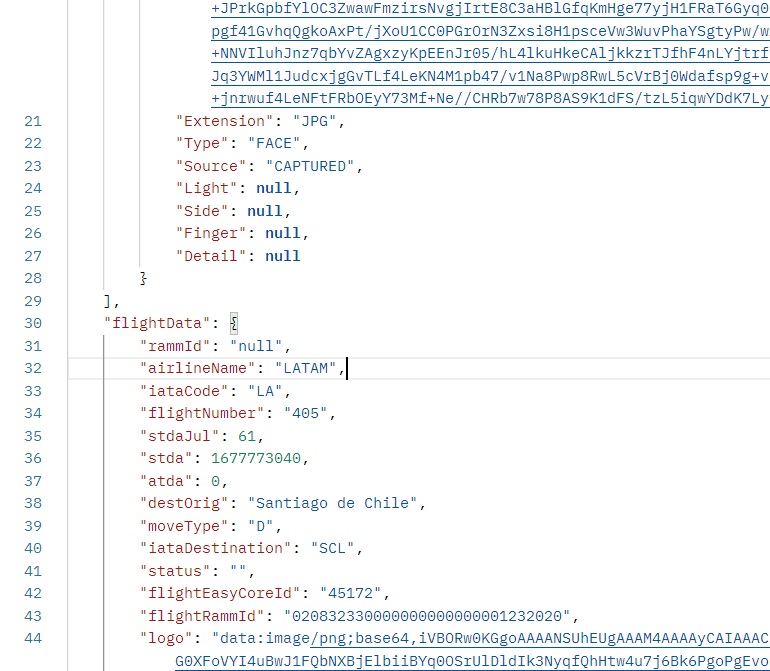 +JPrkGpbfYlOC3ZwawFmzirsNvgjIrtE8C3aHBlGfqKmHge77yjH1FRaT6Gyq0
pgf41GvhqQgkoAxPt/jXoU1CC0PGrOrN3Zxsi8H1psceVw3WuvPhaYSgtyPw/w
+NNVIluhJnz7qbYvZAgxzyKpEEnJr05/hL4lkuHkeCAljkkzrTJfhF4nLYjtrf
Jq3YWMl1JudcxjgGvTLf4LeKN4M1pb47/v1Na8Pwp8RwL5cVrBj0Wdafsp9g+v
+jnrwuf4LeNFtFRbOEyY73Mf+Ne//CHRb7w78P8AS9K1dFS/tzL5iqwYDdK7Ly
21 "Extension": "JPG",
22 "Type": "FACE",
23 "Source": "CAPTURED",
24 "Light": null,
25 "Side": null,
26 "Finger": null,
27 "Detail": null
28 }
29 ],
30 "flightData": {
31 "rammId": "null",
32 "airlineName": "LATAM",
33 "iataCode": "LA",
34 "flightNumber": "405",
35 "stdaJul": 61,
36 "stda": 1677773040,
37 "atda": 0,
38 "destOrig": "Santiago de Chile",
39 "moveType": "D",
40 "iataDestination": "SCL",
41 "status": "",
42 "flightEasyCoreId": "45172",
43 "flightRammId": "0208323300000000000000001232020",
44 "logo": "data:image/png;base64,iVBORw0KGgoAAAANSUhEUgAAAM4AAAAyCAIAAAC
G0XFoVYI4uBwJ1FQbNXBjElbiiBYq0OSrUlDldIk3NyqfQhHtw4u7j6Bk6PgoPgEvo